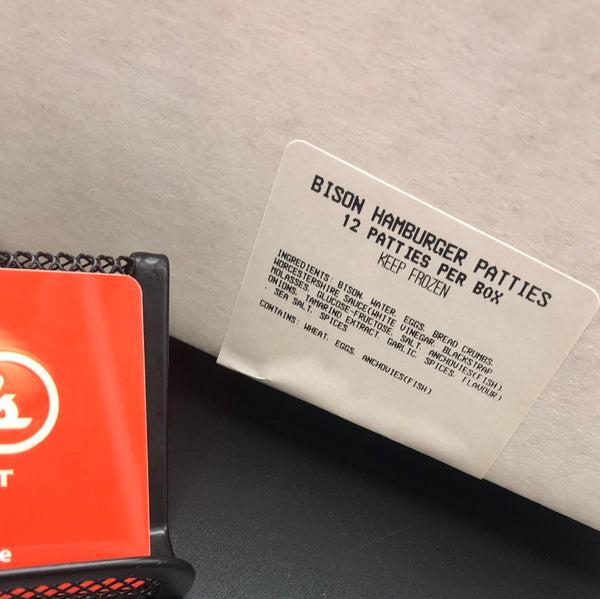 BISON HAMBURGER PATTIES
12 PATTIES PER BOX
KEEP FROZEN
INGREDIENTS: BISON, WATER, EGGS, BREAD CRUMBS,
WORCESTERSHIRE SAUCE(WHITE VINEGAR, BLACKSTRAP
MOLASSES, GLUCOSE-FRUCTOSE, SALT, ANCHOVIES(FISH),
ONIONS, TAMARIND EXTRACT, GARLIC, SPICES, FLAVOUR)
, SEA SALT, SPICES
CONTAINS: WHEAT, EGGS, ANCHOVIES(FISH)
T
e